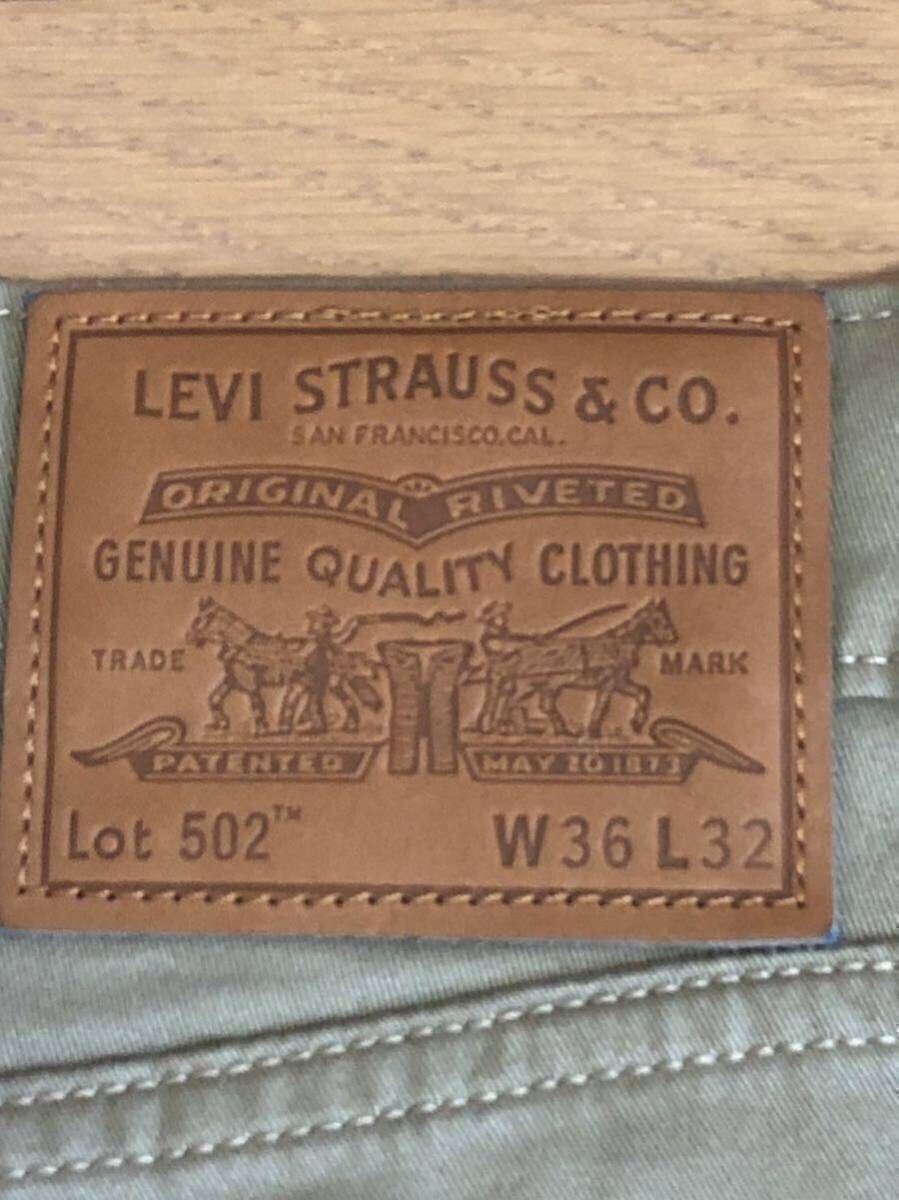 LEVI STRAUSS & CO.
SAN FRANCISCO, CAL.
ORIGINAL RIVETED
GENUINE QUALITY CLOTHING
TRADE MARK
PATENTED MAY 20 1873
Lot 502™ W36 L32